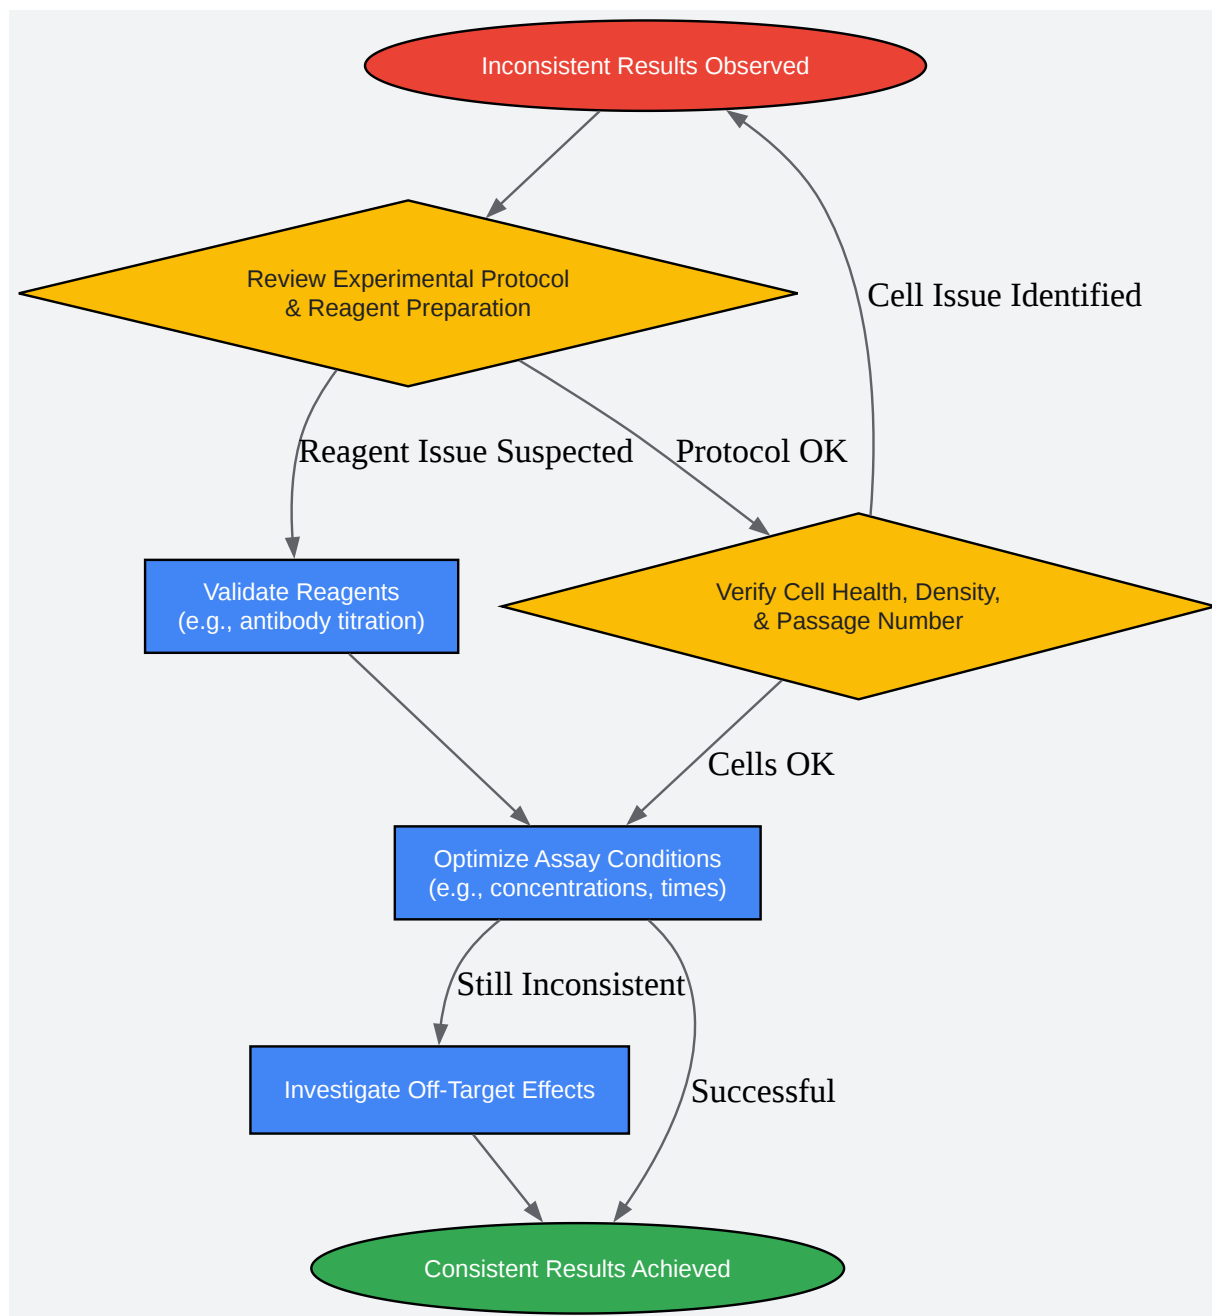 Inconsistent Results Observed
Review Experimental Protocol
& Reagent Preparation
Cell Issue Identified
Reagent Issue Suspected
Protocol OK
Validate Reagents
(e.g., antibody titration)
Verify Cell Health, Density,
& Passage Number
Cells OK
Optimize Assay Conditions
(e.g., concentrations, times)
Still Inconsistent
Investigate Off-Target Effects
Successful
Consistent Results Achieved